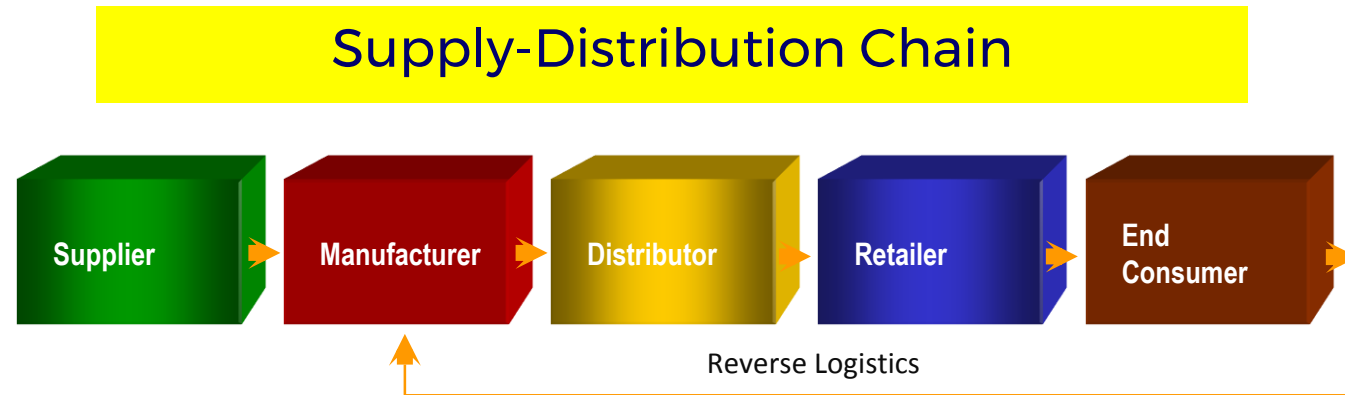 Supply-Distribution Chain
Supplier
Manufacturer
Distributor
Retailer
End
Consumer
Reverse Logistics